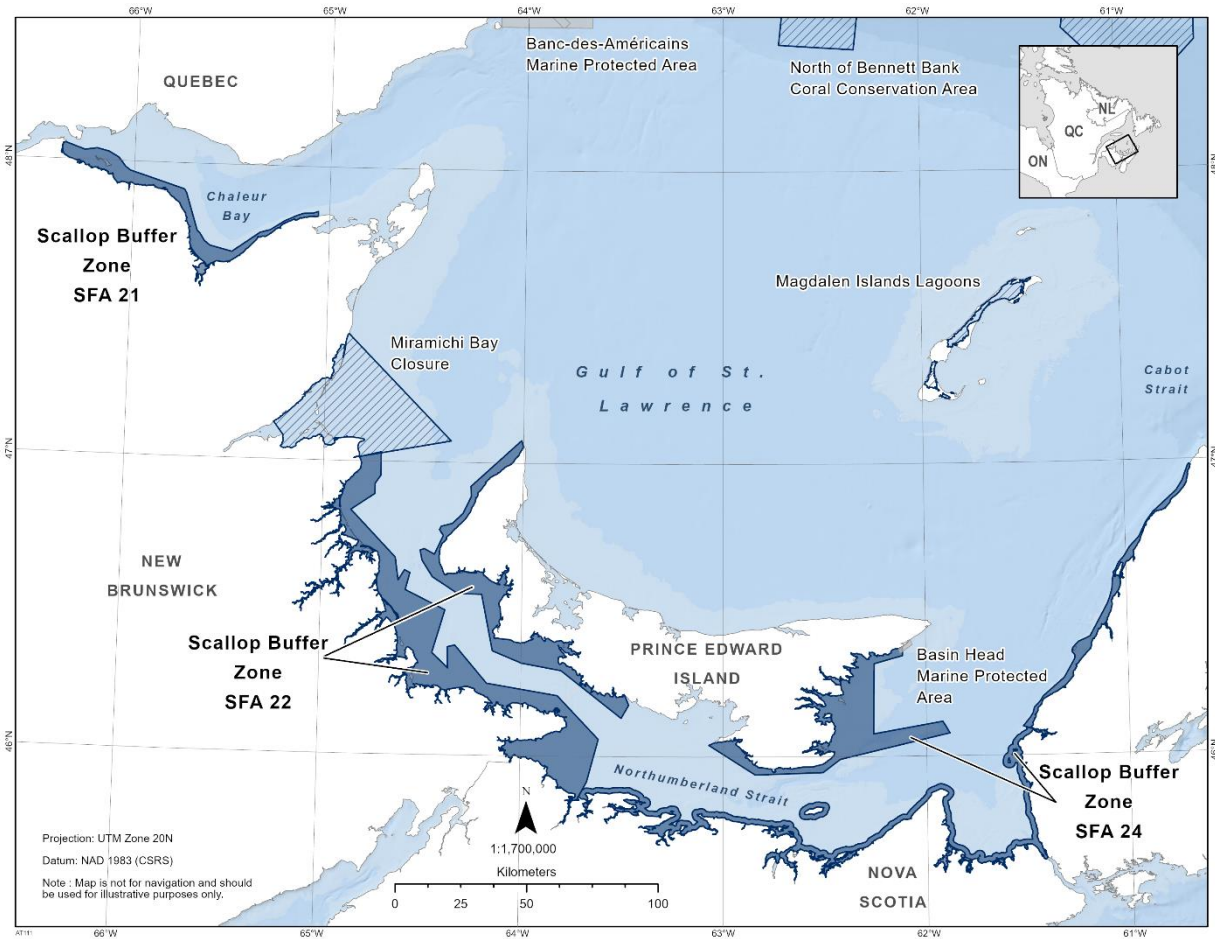 66°W
65°W
64°W
63°W
62°W
61°W
Banc-des-Américains
Marine Protected Area
North of Bennett Bank
Coral Conservation Area
QUEBEC
NL
QC
ON
48°N
48°N
Chaleur
Bay
Scallop Buffer
Zone
SFA 21
Magdalen Islands Lagoons
Miramichi Bay
Closure
Gulf of St.
Lawrence
Cabot
Strait
47°N
47°N
NEW
BRUNSWICK
Scallop Buffer
Zone
SFA 22
PRINCE EDWARD
ISLAND
Basin Head
Marine Protected
Area
46°N
46°N
Northumberland Strait
Scallop Buffer
Zone
SFA 24
N
1:1,700,000
Kilometers
0 25 50 100
NOVA
SCOTIA
Projection: UTM Zone 20N
Datum: NAD 1983 (CSRS)
Note : Map is not for navigation and should
be used for illustrative purposes only.
AT111
66°W
65°W
64°W
63°W
62°W
61°W